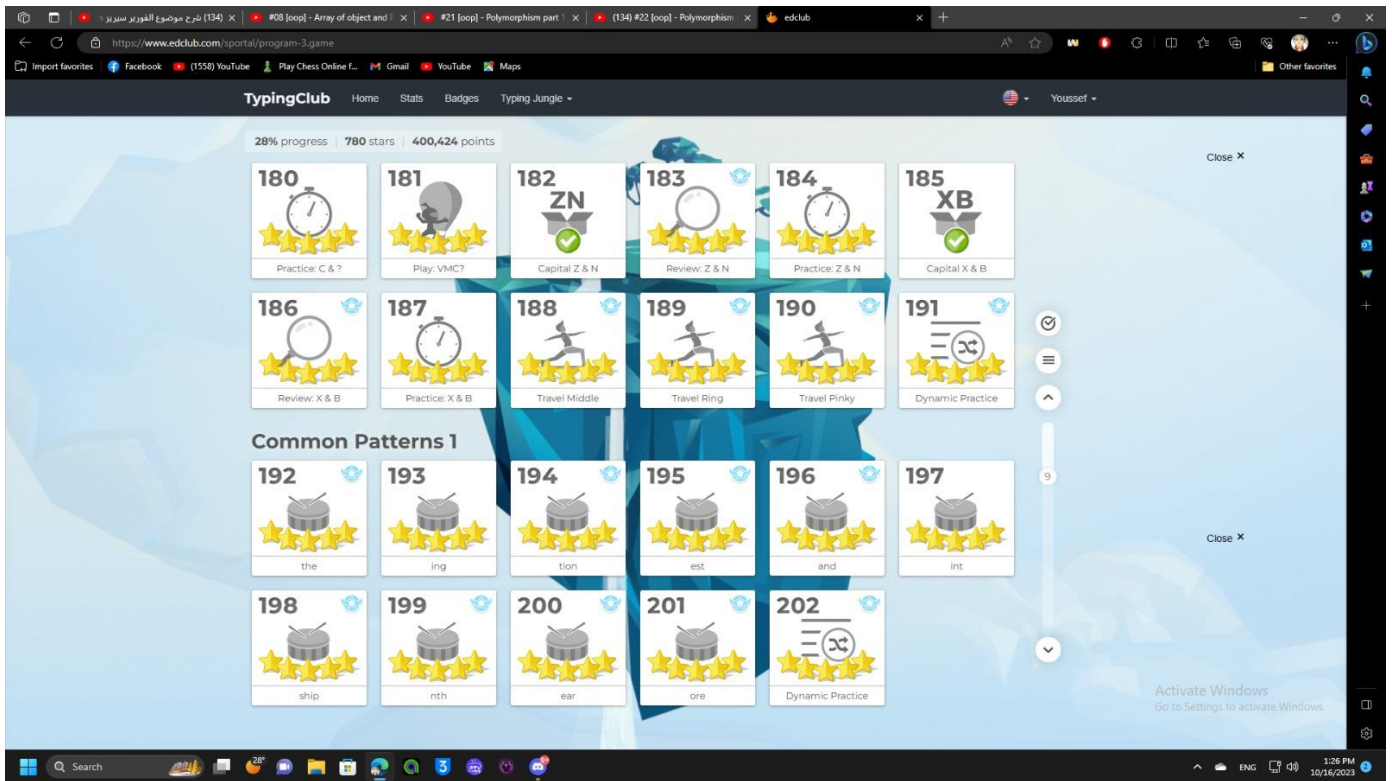 (134) شرح موضوع الفورير سيريز
#08 [oop] - Array of object and
#21 [oop] - Polymorphism part 1
(134) #22 [oop] - Polymorphism
edclub
https://www.edclub.com/sportal/program-3.game
Import favorites Facebook (1558) YouTube Play Chess Online f... Gmail YouTube Maps Other favorites
TypingClub Home Stats Badges Typing Jungle Youssef
28% progress 780 stars 400,424 points
Close X
180 181 182 183 184 185
ZN XB
Practice: C & ? Play: VMC? Capital Z & N Review: Z & N Practice: Z & N Capital X & B
186 187 188 189 190 191
Review: X & B Practice: X & B Travel Middle Travel Ring Travel Pinky Dynamic Practice
Common Patterns 1
192 193 194 195 196 197
9
the ing tion est and int
Close X
198 199 200 201 202
ship nth ear ore Dynamic Practice
Activate Windows
Go to Settings to activate Windows.
Search 28° ENG 1:26 PM
10/16/2023